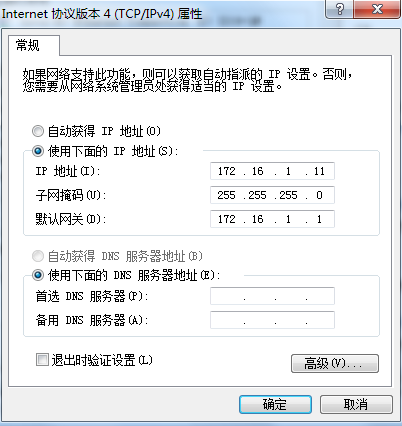 Internet 协议版本 4 (TCP/IPv4) 属性
常规
如果网络支持此功能，则可以获取自动指派的 IP 设置。否则，
您需要从网络系统管理员处获得适当的 IP 设置。
自动获得 IP 地址(O)
使用下面的 IP 地址(S):
IP 地址(I): 172 . 16 . 1 . 11
子网掩码(U): 255 .255 .255 . 0
默认网关(D): 172 . 16 . 1 . 1
自动获得 DNS 服务器地址(B)
使用下面的 DNS 服务器地址(E):
首选 DNS 服务器(P): . . .
备用 DNS 服务器(A): . . .
退出时验证设置(L)
高级(V)...
确定 取消